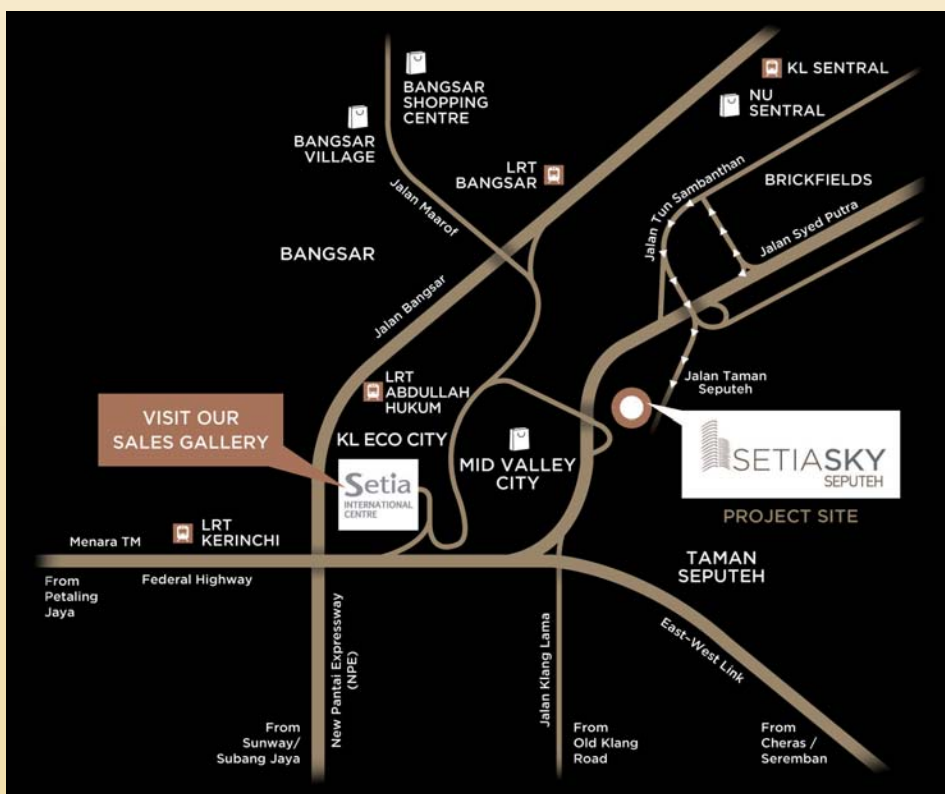 KL SENTRAL
BANGSAR
SHOPPING
CENTRE
NU
SENTRAL
BANGSAR
VILLAGE
LRT
BANGSAR
Jalan Tun Sambanthan
BRICKFIELDS
Jalan Maarof
Jalan Syed Putra
BANGSAR
Jalan Bangsar
LRT
ABDULLAH
HUKUM
Jalan Taman
Seputeh
VISIT OUR
SALES GALLERY
KL ECO CITY
MID VALLEY
CITY
SETIASKY
SEPUTEH
PROJECT SITE
Setia
INTERNATIONAL
CENTRE
LRT
KERINCHI
Menara TM
TAMAN
SEPUTEH
From
Petaling
Jaya
Federal Highway
New Pantai Expressway
(NPE)
Jalan Klang Lama
East-West Link
From
Sunway/
Subang Jaya
From
Old Klang
Road
From
Cheras /
Seremban